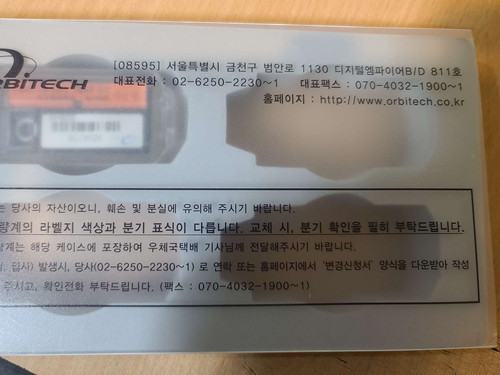 [08595] 서울특별시 금천구 범안로 1130 디지털엠파이어B/D 811호
ORBITECH
대표전화 : 02-6250-2230~1 대표팩스 : 070-4032-1900~1
홈페이지 : http://www.orbitech.co.kr
는 당사의 자산이오니, 훼손 및 분실에 유의해 주시기 바랍니다.
량계의 라벨지 색상과 분기 표식이 다릅니다. 교체 시, 분기 확인을 필히 부탁드립니다.
량계는 해당 케이스에 포장하여 우체국택배 기사님께 전달해주시기 바랍니다.
퇴사) 발생시, 당사(02-6250-2230~1) 로 연락 또는 홈페이지에서 '변경신청서' 양식을 다운받아 작성
주시고, 확인전화 부탁드립니다. (팩스 : 070-4032-1900~1)